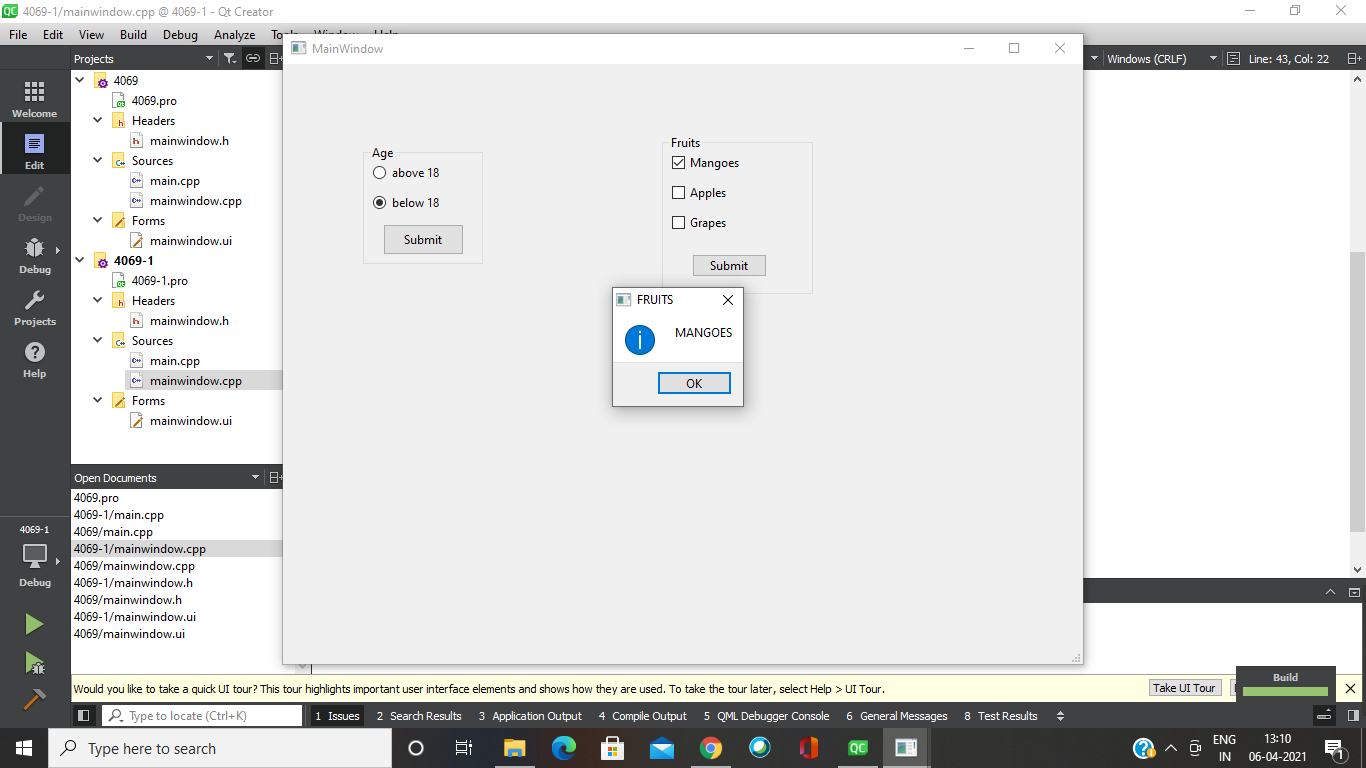 QC 4069-1/mainwindow.cpp @ 4069-1 - Qt Creator
File Edit View Build Debug Analyze
MainWindow
Projects
Windows (CRLF)
Line: 43, Col: 22
Welcome
Edit
Design
Debug
Projects
Help
4069-1
Debug
4069
4069.pro
Headers
mainwindow.h
Sources
main.cpp
mainwindow.cpp
Forms
mainwindow.ui
4069-1
4069-1.pro
Headers
mainwindow.h
Sources
main.cpp
mainwindow.cpp
Forms
mainwindow.ui
Open Documents
4069.pro
4069-1/main.cpp
4069/main.cpp
4069-1/mainwindow.cpp
4069/mainwindow.cpp
4069-1/mainwindow.h
4069/mainwindow.h
4069-1/mainwindow.ui
4069/mainwindow.ui
Age
above 18
below 18
Submit
Fruits
Mangoes
Apples
Grapes
Submit
FRUITS
MANGOES
OK
Would you like to take a quick UI tour? This tour highlights important user interface elements and shows how they are used. To take the tour later, select Help > UI Tour.
Take UI Tour
Build
Type to locate (Ctrl+K)
1 Issues 2 Search Results 3 Application Output 4 Compile Output 5 QML Debugger Console 6 General Messages 8 Test Results
Type here to search
QC
ENG
IN
13:10
06-04-2021
1